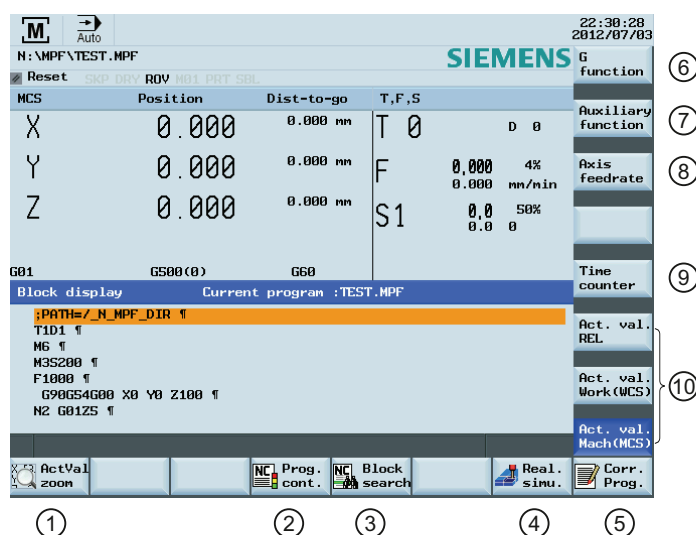 M
Auto
22:30:28
2012/07/03
N:\MPF\TEST.MPF
SIEMENS
Reset SKP DRY ROV M01 PRT SBL
MCS Position Dist-to-go T,F,S
X 0.000 0.000 mm T 0 D 0
Y 0.000 0.000 mm F 0,000 4%
0.000 mm/min
Z 0.000 0.000 mm S1 0,0 50%
0.0 0
G01 G500(0) G60
Block display Current program :TEST.MPF
;PATH=/_N_MPF_DIR ¶
T1D1 ¶
M6 ¶
M3S200 ¶
F1000 ¶
G90G54G00 X0 Y0 Z100 ¶
N2 G01Z5 ¶
G
function
6
Auxiliary
function
7
Axis
feedrate
8
Time
counter
9
Act. val.
REL
Act. val.
Work(WCS)
10
Act. val.
Mach(MCS)
ActVal
zoom
NC Prog.
cont.
NC Block
search
Real.
simu.
Corr.
Prog.
1 2 3 4 5